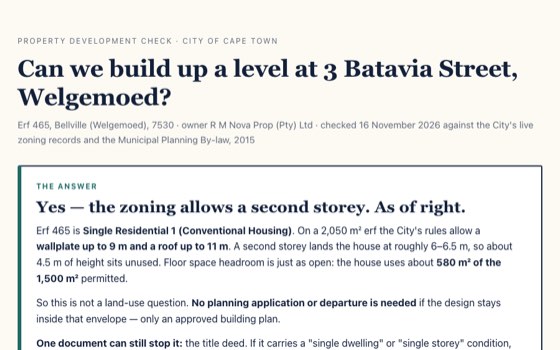 PROPERTY DEVELOPMENT CHECK · CITY OF CAPE TOWN
Can we build up a level at 3 Batavia Street,
Welgemoed?
Erf 465, Bellville (Welgemoed), 7530 · owner R M Nova Prop (Pty) Ltd · checked 16 November 2026 against the City's live
zoning records and the Municipal Planning By-law, 2015
THE ANSWER
Yes — the zoning allows a second storey. As of right.
Erf 465 is Single Residential 1 (Conventional Housing). On a 2,050 m² erf the City's rules allow a
wallplate up to 9 m and a roof up to 11 m. A second storey lands the house at roughly 6–6.5 m, so about
4.5 m of height sits unused. Floor space headroom is just as open: the house uses about 580 m² of the
1,500 m² permitted.
So this is not a land-use question. No planning application or departure is needed if the design stays
inside that envelope — only an approved building plan.
One document can still stop it: the title deed. If it carries a "single dwelling" or "single storey" condition,